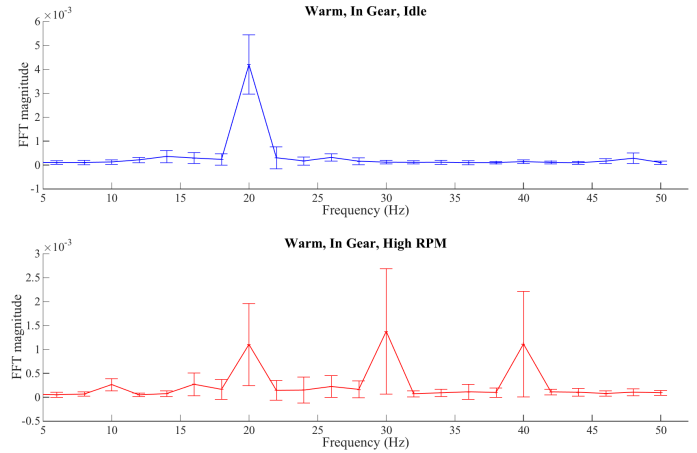 Warm, In Gear, Idle
×10⁻³
6
5
4
3
2
1
0
-1
FFT magnitude
5 10 15 20 25 30 35 40 45 50
Frequency (Hz)
Warm, In Gear, High RPM
×10⁻³
3
2.5
2
1.5
1
0.5
0
-0.5
FFT magnitude
5 10 15 20 25 30 35 40 45 50
Frequency (Hz)